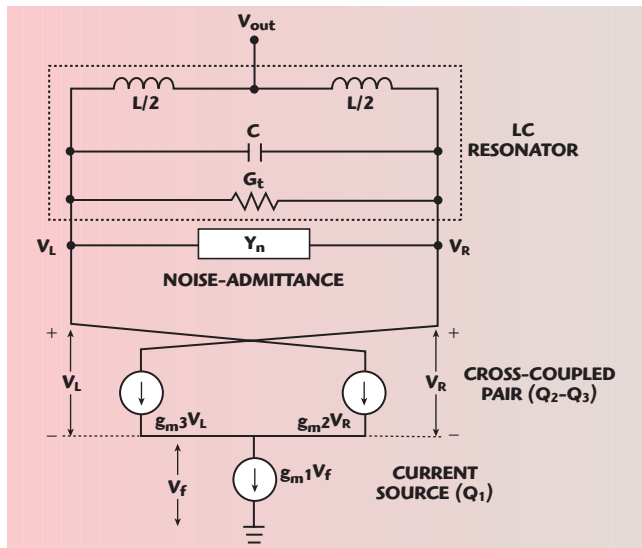 Vout
L/2
L/2
LC
RESONATOR
C
Gt
VL
Yn
VR
NOISE-ADMITTANCE
+
+
VL
VR
CROSS-COUPLED
PAIR (Q2-Q3)
gm3VL
gm2VR
–
–
Vf
gm1Vf
CURRENT
SOURCE (Q1)